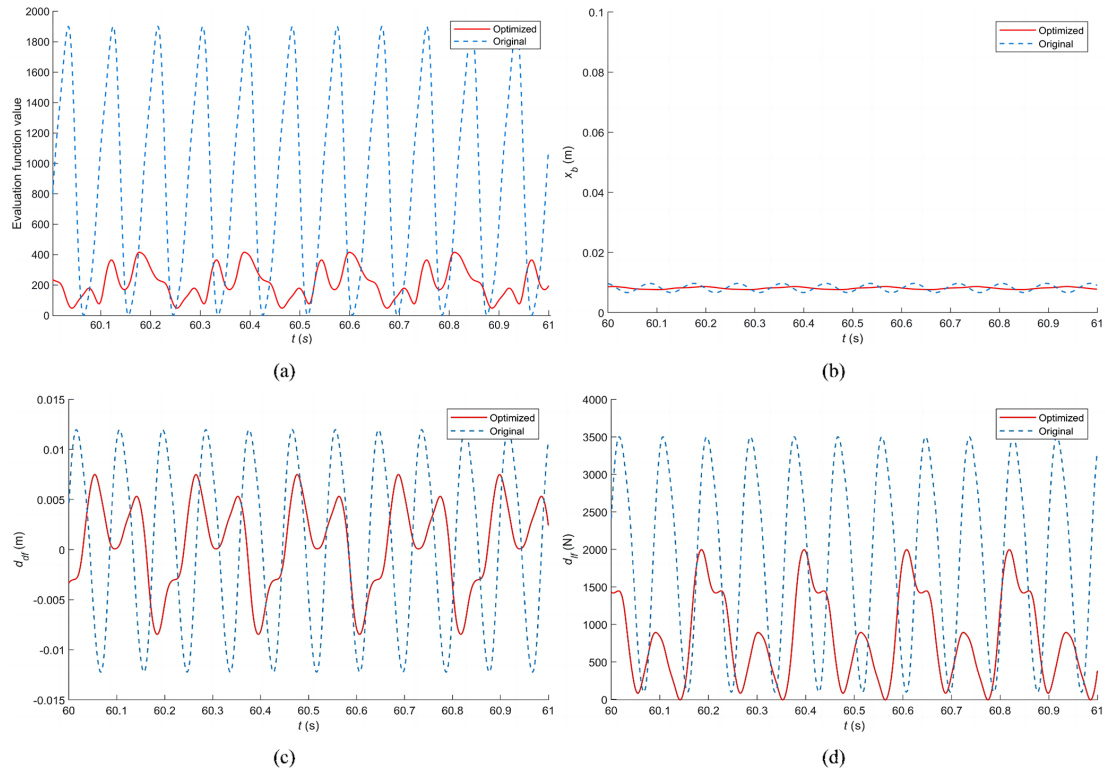 2000
1800
1600
1400
1200
1000
800
600
400
200
0
Evaluation function value
Optimized
Original
60.1 60.2 60.3 60.4 60.5 60.6 60.7 60.8 60.9 61
t (s)
(a)
0.1
0.08
0.06
0.04
0.02
0
x_b (m)
Optimized
Original
60 60.1 60.2 60.3 60.4 60.5 60.6 60.7 60.8 60.9 61
t (s)
(b)
0.015
0.01
0.005
0
-0.005
-0.01
-0.015
d_df (m)
Optimized
Original
60 60.1 60.2 60.3 60.4 60.5 60.6 60.7 60.8 60.9 61
t (s)
(c)
4000
3500
3000
2500
2000
1500
1000
500
0
d_lf (N)
Optimized
Original
60 60.1 60.2 60.3 60.4 60.5 60.6 60.7 60.8 60.9 61
t (s)
(d)